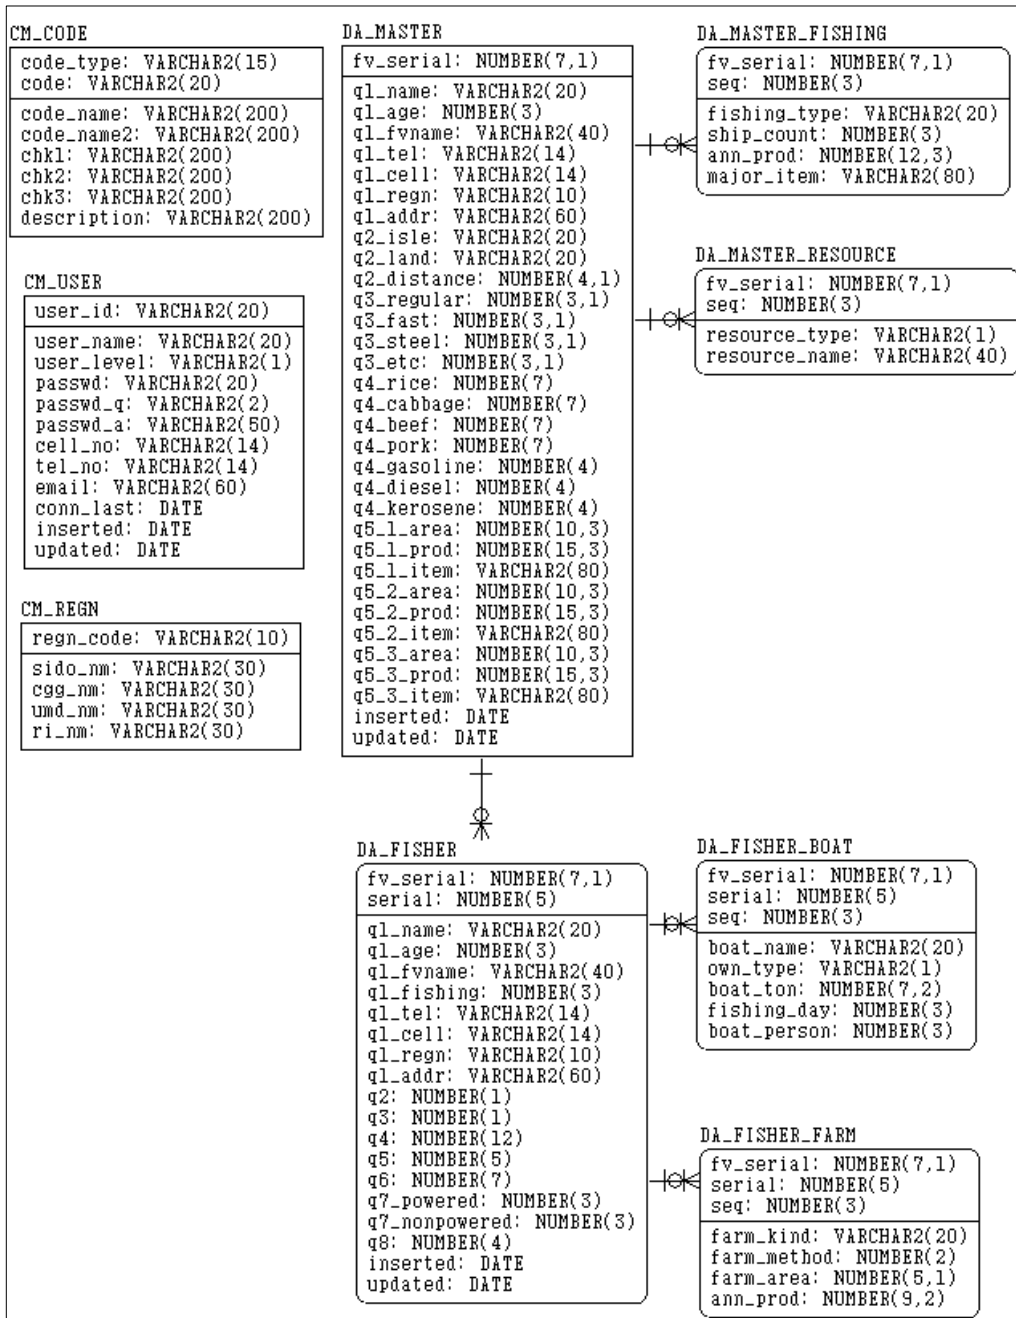 CM_CODE
code_type: VARCHAR2(15)
code: VARCHAR2(20)
code_name: VARCHAR2(200)
code_name2: VARCHAR2(200)
chk1: VARCHAR2(200)
chk2: VARCHAR2(200)
chk3: VARCHAR2(200)
description: VARCHAR2(200)
CM_USER
user_id: VARCHAR2(20)
user_name: VARCHAR2(20)
user_level: VARCHAR2(1)
passwd: VARCHAR2(20)
passwd_q: VARCHAR2(2)
passwd_a: VARCHAR2(50)
cell_no: VARCHAR2(14)
tel_no: VARCHAR2(14)
email: VARCHAR2(60)
conn_last: DATE
inserted: DATE
updated: DATE
CM_REGN
regn_code: VARCHAR2(10)
sido_nm: VARCHAR2(30)
cgg_nm: VARCHAR2(30)
umd_nm: VARCHAR2(30)
ri_nm: VARCHAR2(30)
DA_MASTER
fv_serial: NUMBER(7,1)
q1_name: VARCHAR2(20)
q1_age: NUMBER(3)
q1_fvname: VARCHAR2(40)
q1_tel: VARCHAR2(14)
q1_cell: VARCHAR2(14)
q1_regn: VARCHAR2(10)
q1_addr: VARCHAR2(60)
q2_isle: VARCHAR2(20)
q2_land: VARCHAR2(20)
q2_distance: NUMBER(4,1)
q3_regular: NUMBER(3,1)
q3_fast: NUMBER(3,1)
q3_steel: NUMBER(3,1)
q3_etc: NUMBER(3,1)
q4_rice: NUMBER(7)
q4_cabbage: NUMBER(7)
q4_beef: NUMBER(7)
q4_pork: NUMBER(7)
q4_gasoline: NUMBER(4)
q4_diesel: NUMBER(4)
q4_kerosene: NUMBER(4)
q5_1_area: NUMBER(10,3)
q5_1_prod: NUMBER(15,3)
q5_1_item: VARCHAR2(80)
q5_2_area: NUMBER(10,3)
q5_2_prod: NUMBER(15,3)
q5_2_item: VARCHAR2(80)
q5_3_area: NUMBER(10,3)
q5_3_prod: NUMBER(15,3)
q5_3_item: VARCHAR2(80)
inserted: DATE
updated: DATE
DA_MASTER_FISHING
fv_serial: NUMBER(7,1)
seq: NUMBER(3)
fishing_type: VARCHAR2(20)
ship_count: NUMBER(3)
ann_prod: NUMBER(12,3)
major_item: VARCHAR2(80)
DA_MASTER_RESOURCE
fv_serial: NUMBER(7,1)
seq: NUMBER(3)
resource_type: VARCHAR2(1)
resource_name: VARCHAR2(40)
DA_FISHER
fv_serial: NUMBER(7,1)
serial: NUMBER(5)
q1_name: VARCHAR2(20)
q1_age: NUMBER(3)
q1_fvname: VARCHAR2(40)
q1_fishing: NUMBER(3)
q1_tel: VARCHAR2(14)
q1_cell: VARCHAR2(14)
q1_regn: VARCHAR2(10)
q1_addr: VARCHAR2(60)
q2: NUMBER(1)
q3: NUMBER(1)
q4: NUMBER(12)
q5: NUMBER(5)
q6: NUMBER(7)
q7_powered: NUMBER(3)
q7_nonpowered: NUMBER(3)
q8: NUMBER(4)
inserted: DATE
updated: DATE
DA_FISHER_BOAT
fv_serial: NUMBER(7,1)
serial: NUMBER(5)
seq: NUMBER(3)
boat_name: VARCHAR2(20)
own_type: VARCHAR2(1)
boat_ton: NUMBER(7,2)
fishing_day: NUMBER(3)
boat_person: NUMBER(3)
DA_FISHER_FARM
fv_serial: NUMBER(7,1)
serial: NUMBER(5)
seq: NUMBER(3)
farm_kind: VARCHAR2(20)
farm_method: NUMBER(2)
farm_area: NUMBER(5,1)
ann_prod: NUMBER(9,2)